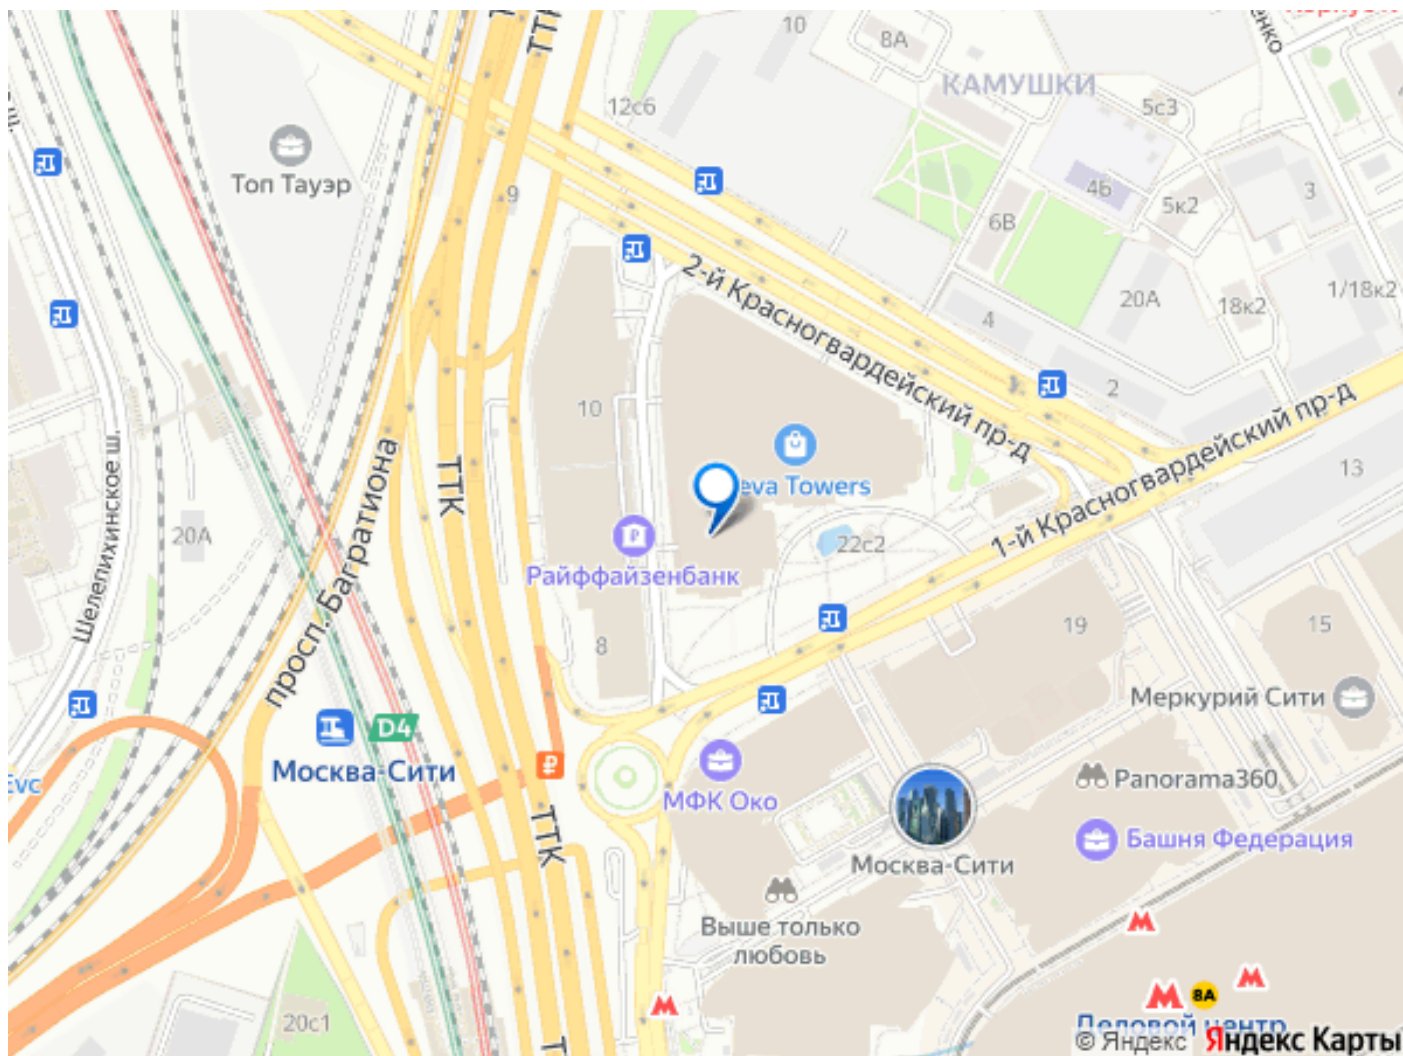 10
8А
КАМУШКИ
12с6
5с3
ТТК
Топ Тауэр
9
4Б
3
5к2
6В
2-й Красногвардейский пр-д
20А
18к2
1/18к2
4
2
10
1-й Красногвардейский пр-д
13
Шелепихинское ш.
просп. Багратиона
ТТК
eva Towers
20А
22с2
Райффайзенбанк
8
19
15
Меркурий Сити
D4
Москва-Сити
₽
МФК Око
Panorama360
ТТК
Башня Федерация
Москва-Сити
Выше только
любовь
М
М
М
М
8А
20с1
Деловой центр
© Яндекс Яндекс Карты